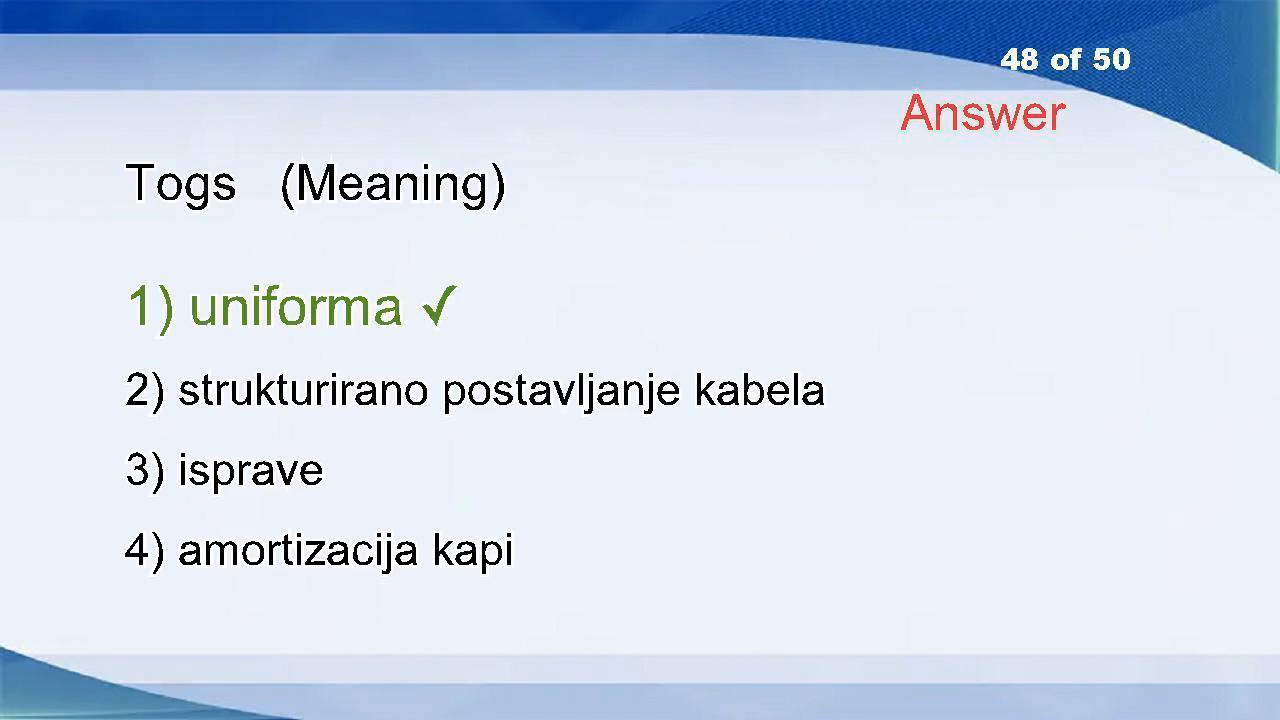 48 of 50
Answer
Togs (Meaning)
1) uniforma ✓
2) strukturirano postavljanje kabela
3) isprave
4) amortizacija kapi